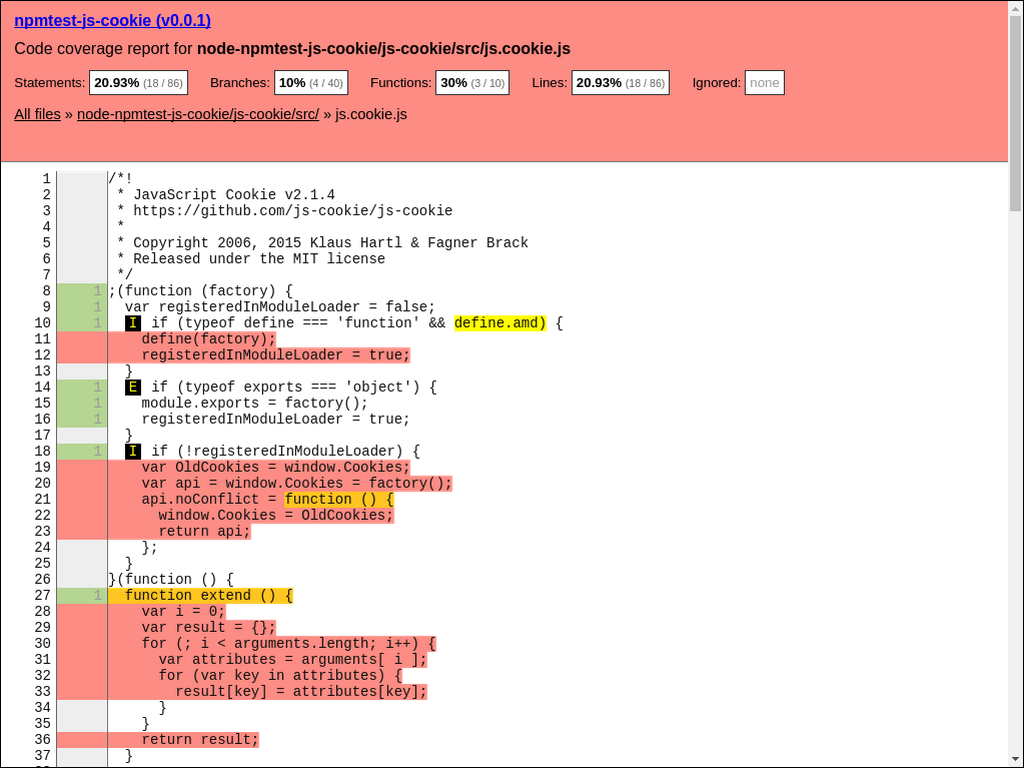 npmtest-js-cookie (v0.0.1)
Code coverage report for node-npmtest-js-cookie/js-cookie/src/js.cookie.js
Statements: 20.93% (18 / 86) Branches: 10% (4 / 40) Functions: 30% (3 / 10) Lines: 20.93% (18 / 86) Ignored: none
All files » node-npmtest-js-cookie/js-cookie/src/ » js.cookie.js
1 /*!
2  * JavaScript Cookie v2.1.4
3  * https://github.com/js-cookie/js-cookie
4  *
5  * Copyright 2006, 2015 Klaus Hartl & Fagner Brack
6  * Released under the MIT license
7  */
8 1 ;(function (factory) {
9 1   var registeredInModuleLoader = false;
10 1   I if (typeof define === 'function' && define.amd) {
11     define(factory);
12     registeredInModuleLoader = true;
13   }
14 1   E if (typeof exports === 'object') {
15 1     module.exports = factory();
16 1     registeredInModuleLoader = true;
17   }
18 1   I if (!registeredInModuleLoader) {
19     var OldCookies = window.Cookies;
20     var api = window.Cookies = factory();
21     api.noConflict = function () {
22       window.Cookies = OldCookies;
23       return api;
24     };
25   }
26 }(function () {
27 1   function extend () {
28     var i = 0;
29     var result = {};
30     for (; i < arguments.length; i++) {
31       var attributes = arguments[ i ];
32       for (var key in attributes) {
33         result[key] = attributes[key];
34       }
35     }
36     return result;
37   }